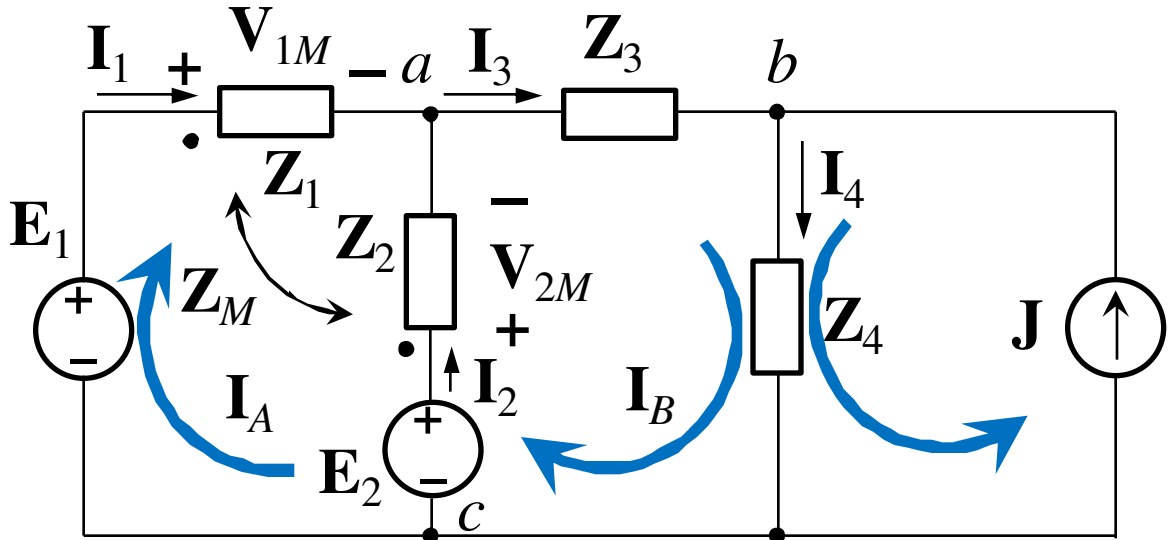 V1M
I1 + − a I3 Z3 b
Z1
I4
E1 Z2 −
+ ZM V2M Z4 J
− +
IA I2 IB
+
E2 −
c